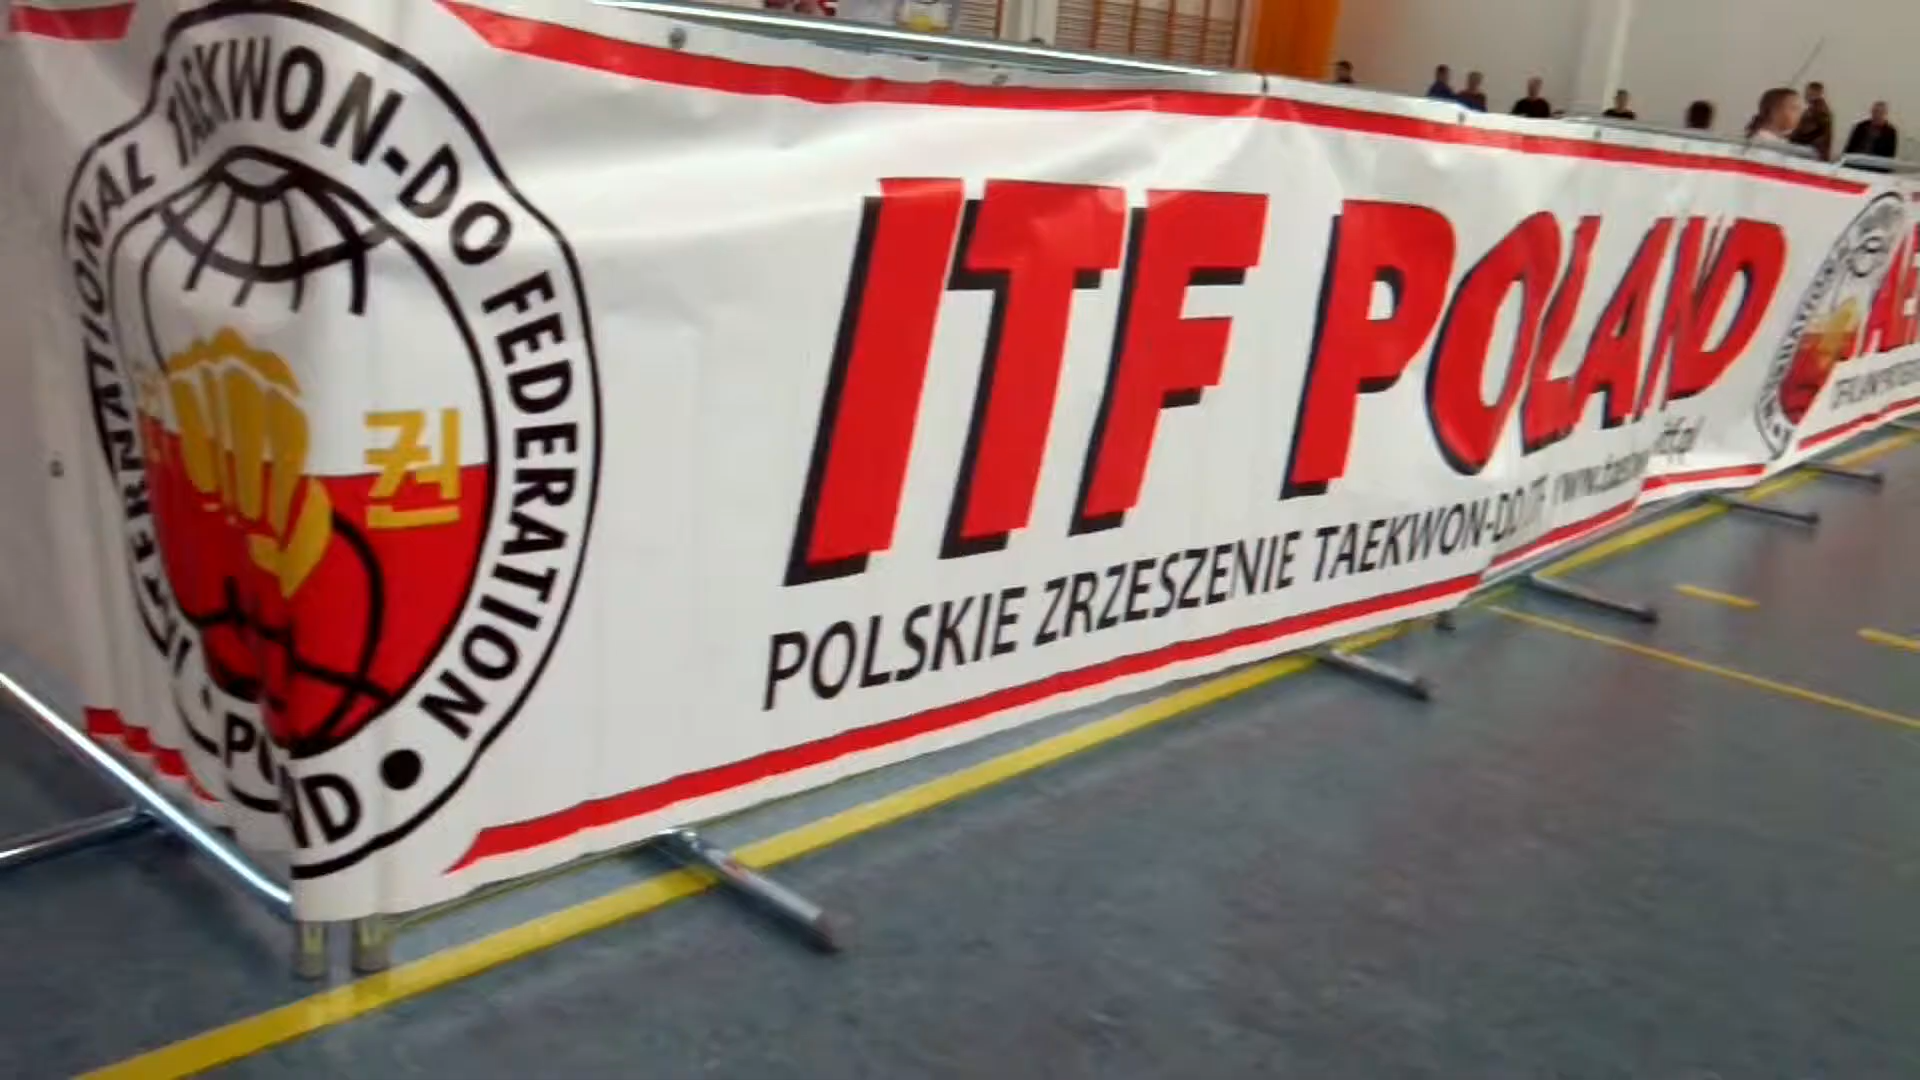 INTERNATIONAL TAEKWON-DO FEDERATION
• POLAND •
권
ITF POLAND
POLSKIE ZRZESZENIE TAEKWON-DO ITF